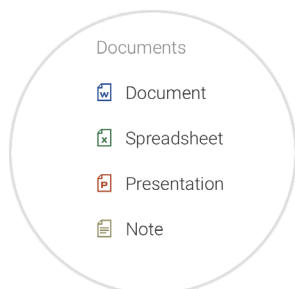 Documents
W Document
X Spreadsheet
P Presentation
Note